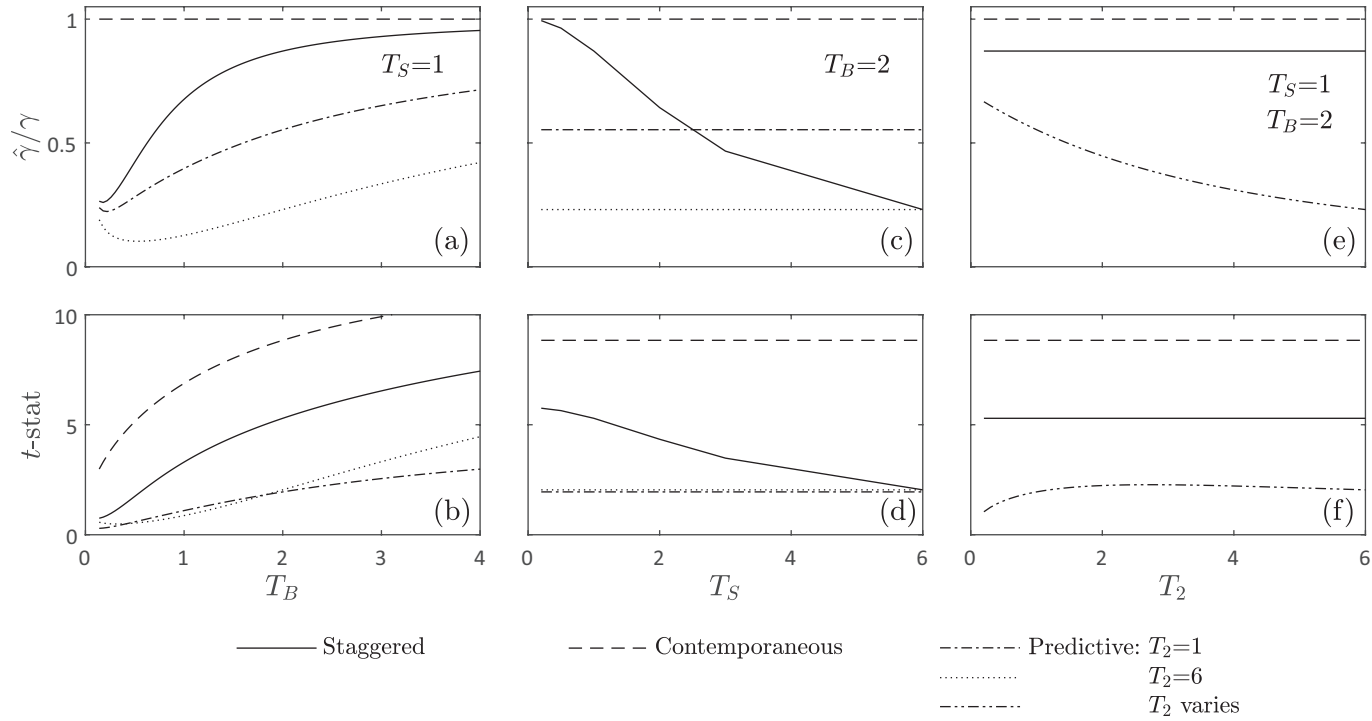 1
0.5
0
γ̂/γ
T_S=1
(a)
T_B=2
(c)
T_S=1
T_B=2
(e)
10
5
0
t-stat
(b)
(d)
(f)
0 1 2 3 4
0 2 4 6
0 2 4 6
T_B
T_S
T_2
Staggered
Contemporaneous
Predictive: T_2=1
T_2=6
T_2 varies